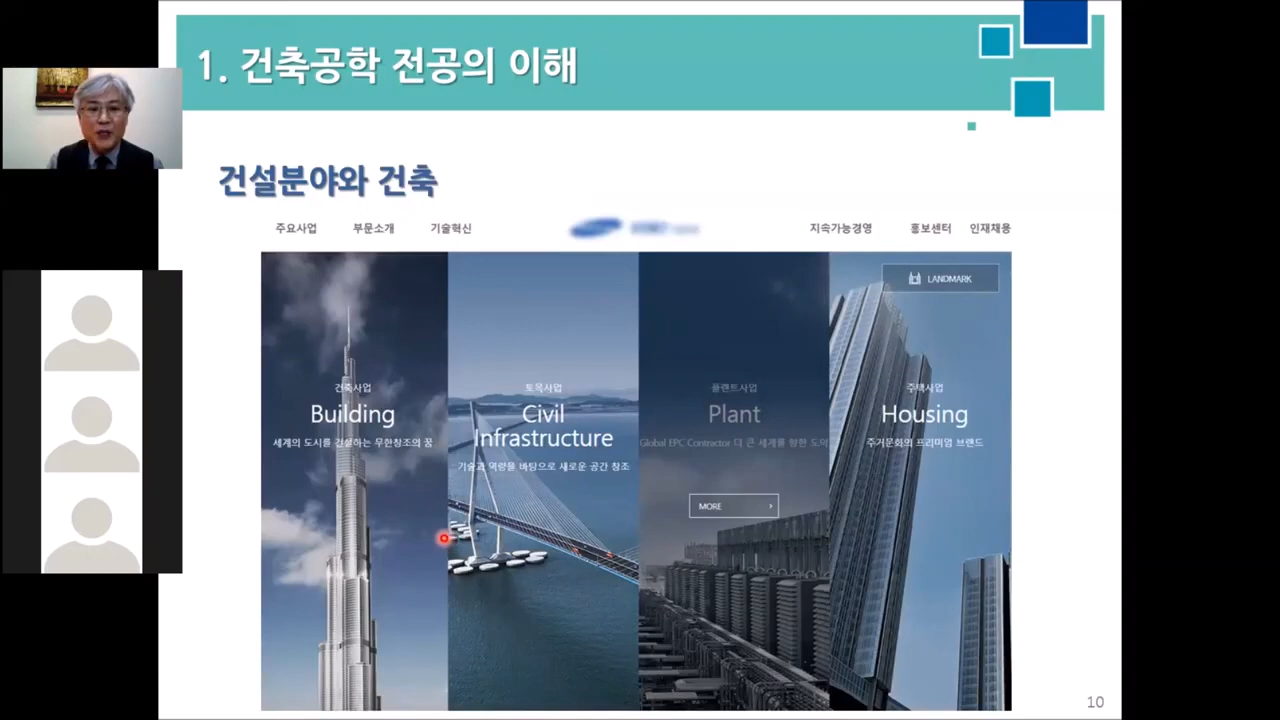 1. 건축공학 전공의 이해
건설분야와 건축
주요사업 부문소개 기술혁신 지속가능경영 홍보센터 인재채용
LANDMARK
건축사업
Building
세계의 도시를 건설하는 무한창조의 꿈
토목사업
Civil
Infrastructure
기술과 역량을 바탕으로 새로운 공간 창조
플랜트사업
Plant
Global EPC Contractor 더 큰 세계를 향한 도약
MORE ›
주택사업
Housing
주거문화의 프리미엄 브랜드
10